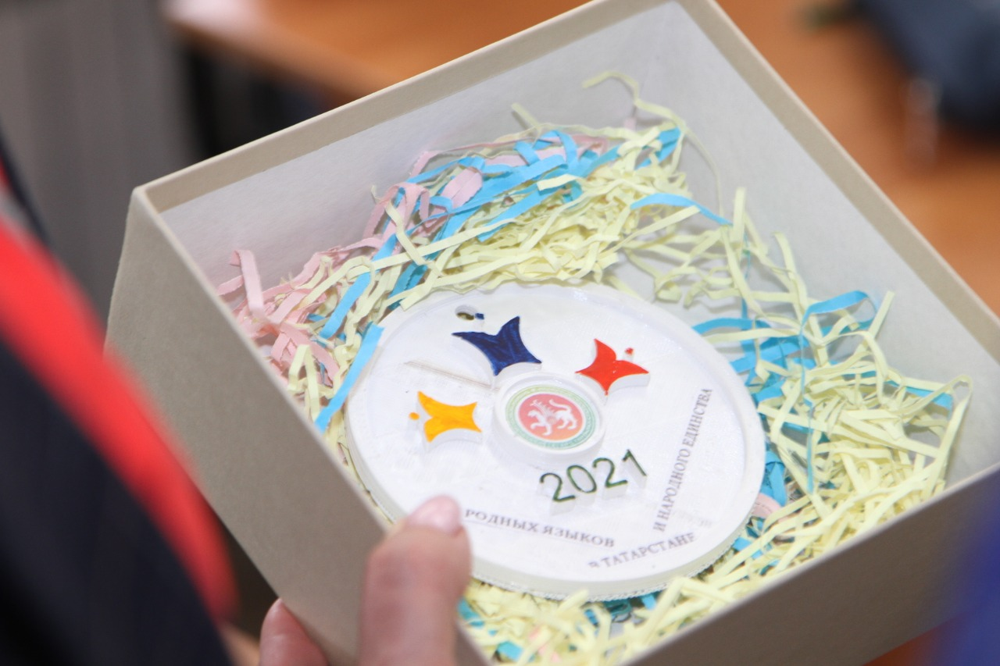 2021
РОДНЫХ ЯЗЫКОВ
И НАРОДНОГО ЕДИНСТВА
В ТАТАРСТАНЕ